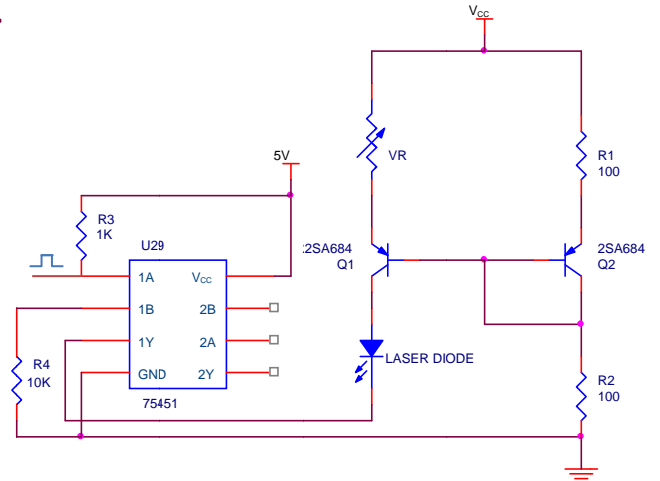 VCC
VR
R1
100
5V
R3
1K
U29
2SA684
Q1
2SA684
Q2
1A
VCC
1B
2B
1Y
2A
GND
2Y
R4
10K
75451
LASER DIODE
R2
100